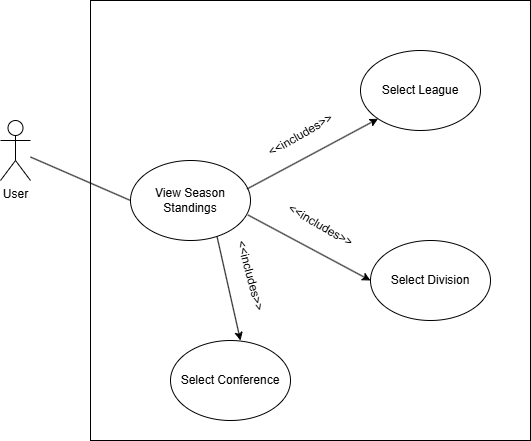 Select League
<<includes>>
User
View Season
Standings
<<includes>>
<<includes>>
Select Division
Select Conference